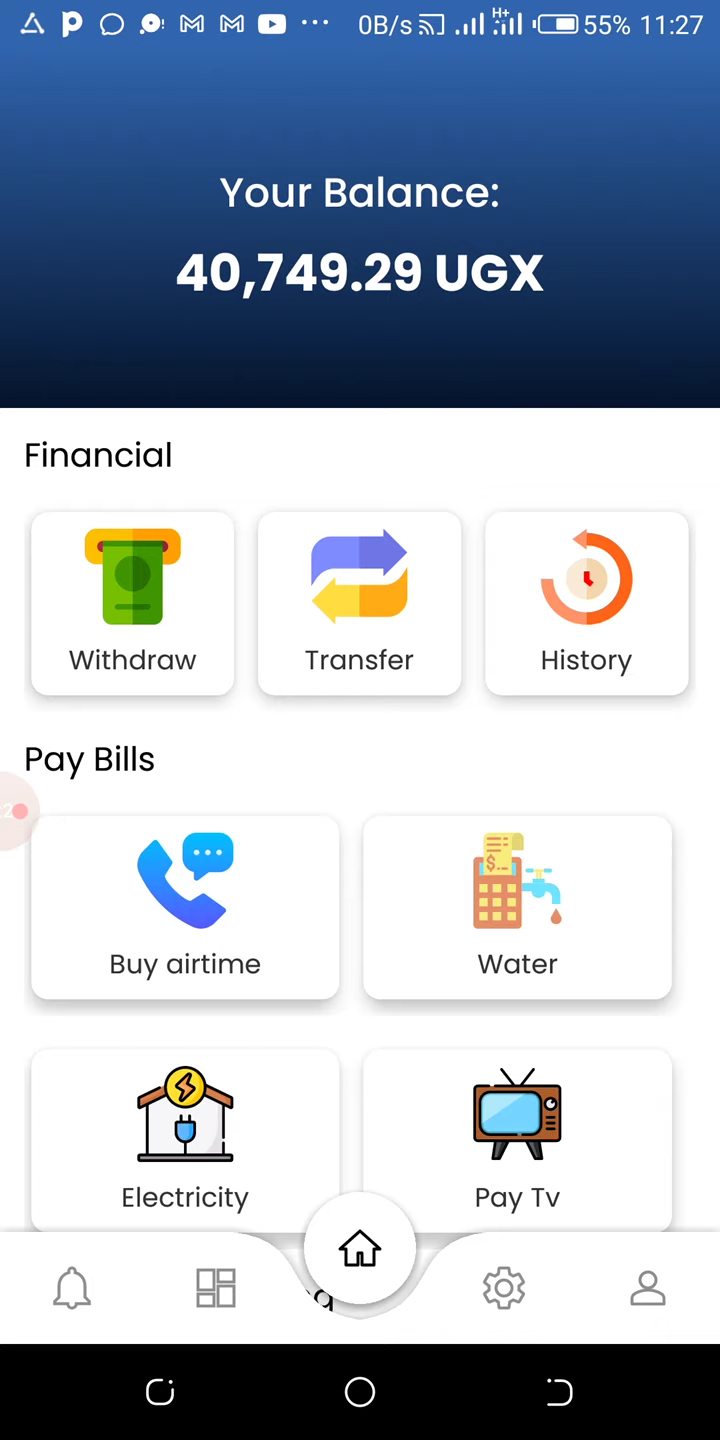 0B/s H+ 55% 11:27
Your Balance:
40,749.29 UGX
Financial
Withdraw
Transfer
History
Pay Bills
Buy airtime
Water
Electricity
Pay Tv